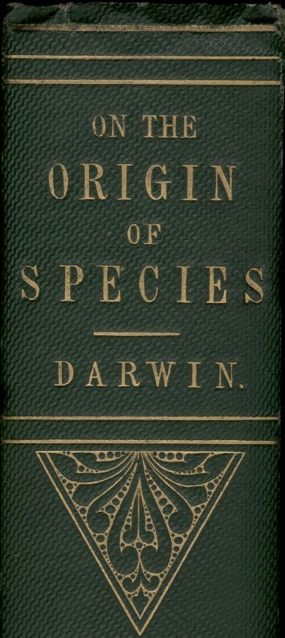 ON THE
ORIGIN
OF
SPECIES
DARWIN.